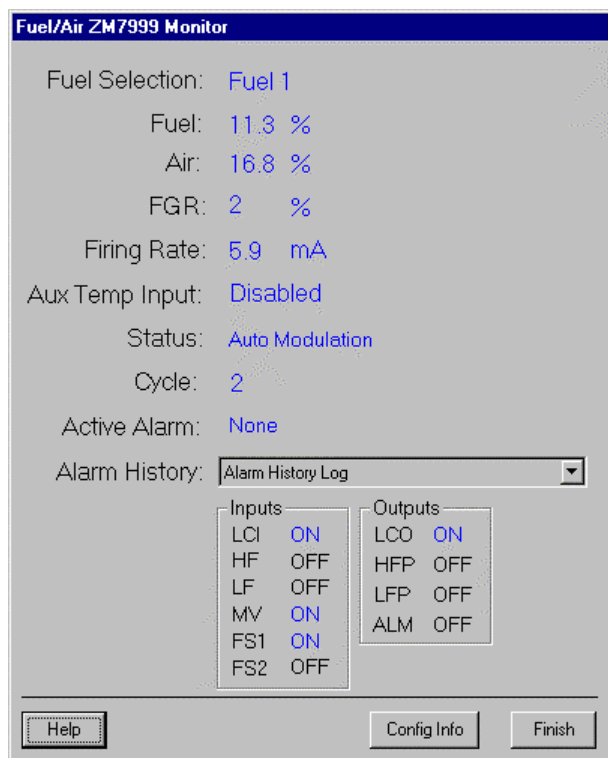 Fuel/Air ZM7999 Monitor
Fuel Selection: Fuel 1
Fuel: 11.3 %
Air: 16.8 %
FGR: 2 %
Firing Rate: 5.9 mA
Aux Temp Input: Disabled
Status: Auto Modulation
Cycle: 2
Active Alarm: None
Alarm History: Alarm History Log
Inputs
LCI ON
HF OFF
LF OFF
MV ON
FS1 ON
FS2 OFF
Outputs
LCO ON
HFP OFF
LFP OFF
ALM OFF
Help Config Info Finish